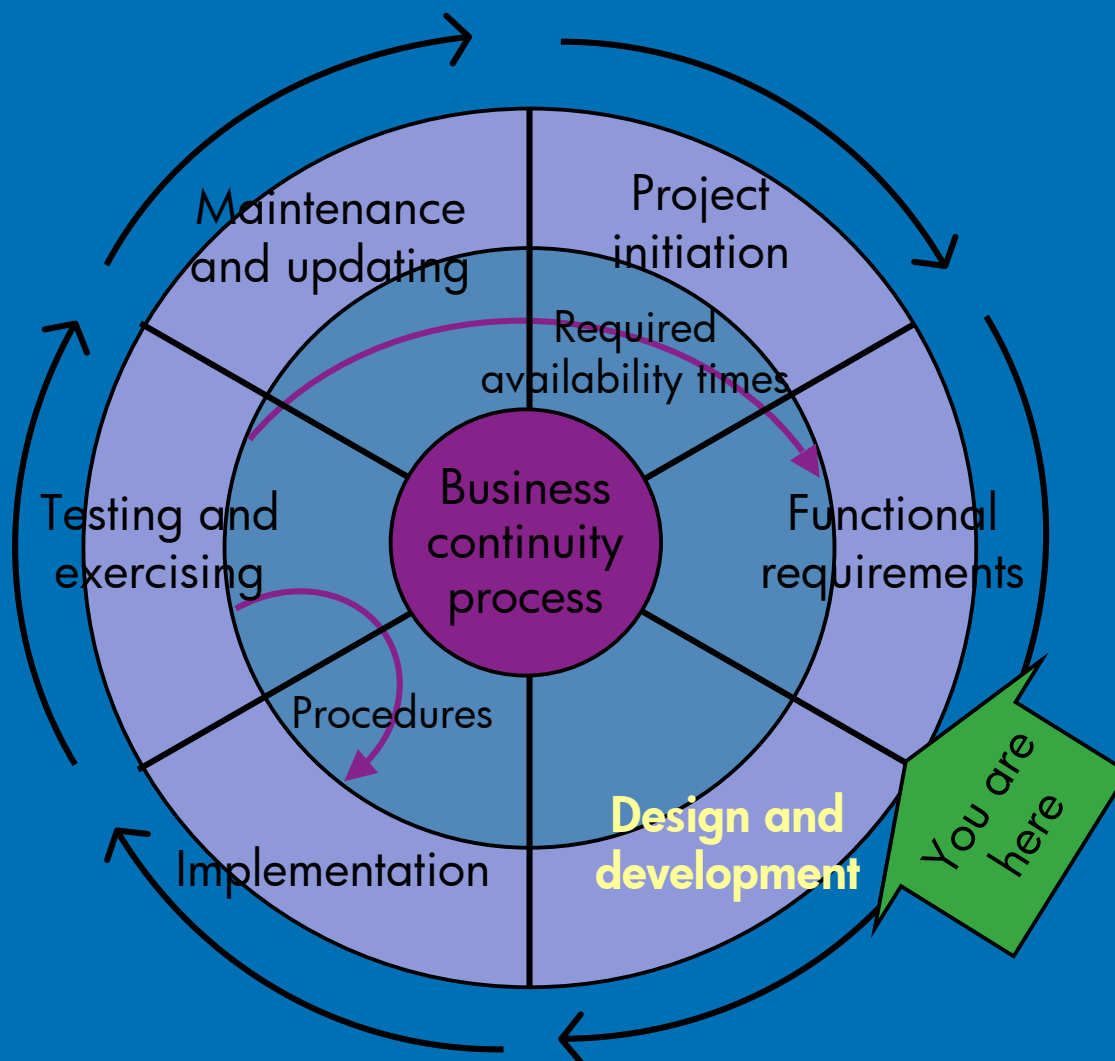 Maintenance
and updating
Project
initiation
Required
availability times
Business
continuity
process
Testing and
exercising
Functional
requirements
Procedures
Implementation
Design and
development
You are
here